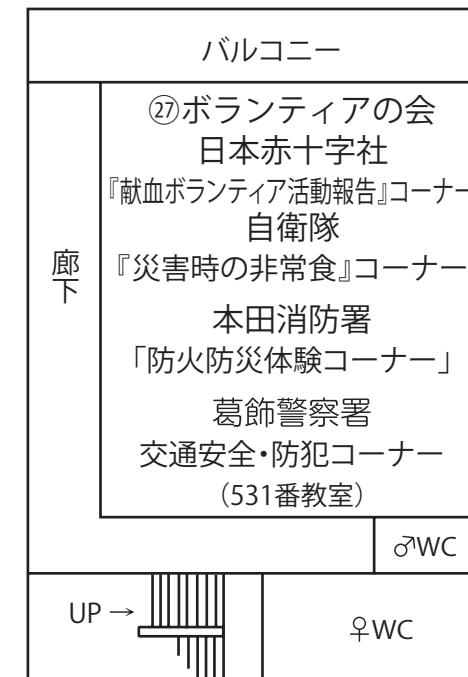 バルコニー
㉗ボランティアの会
日本赤十字社
『献血ボランティア活動報告』コーナー
自衛隊
『災害時の非常食』コーナー
本田消防署
「防火防災体験コーナー」
葛飾警察署
交通安全・防犯コーナー
（531番教室）
廊下
♂WC
UP →
♀WC